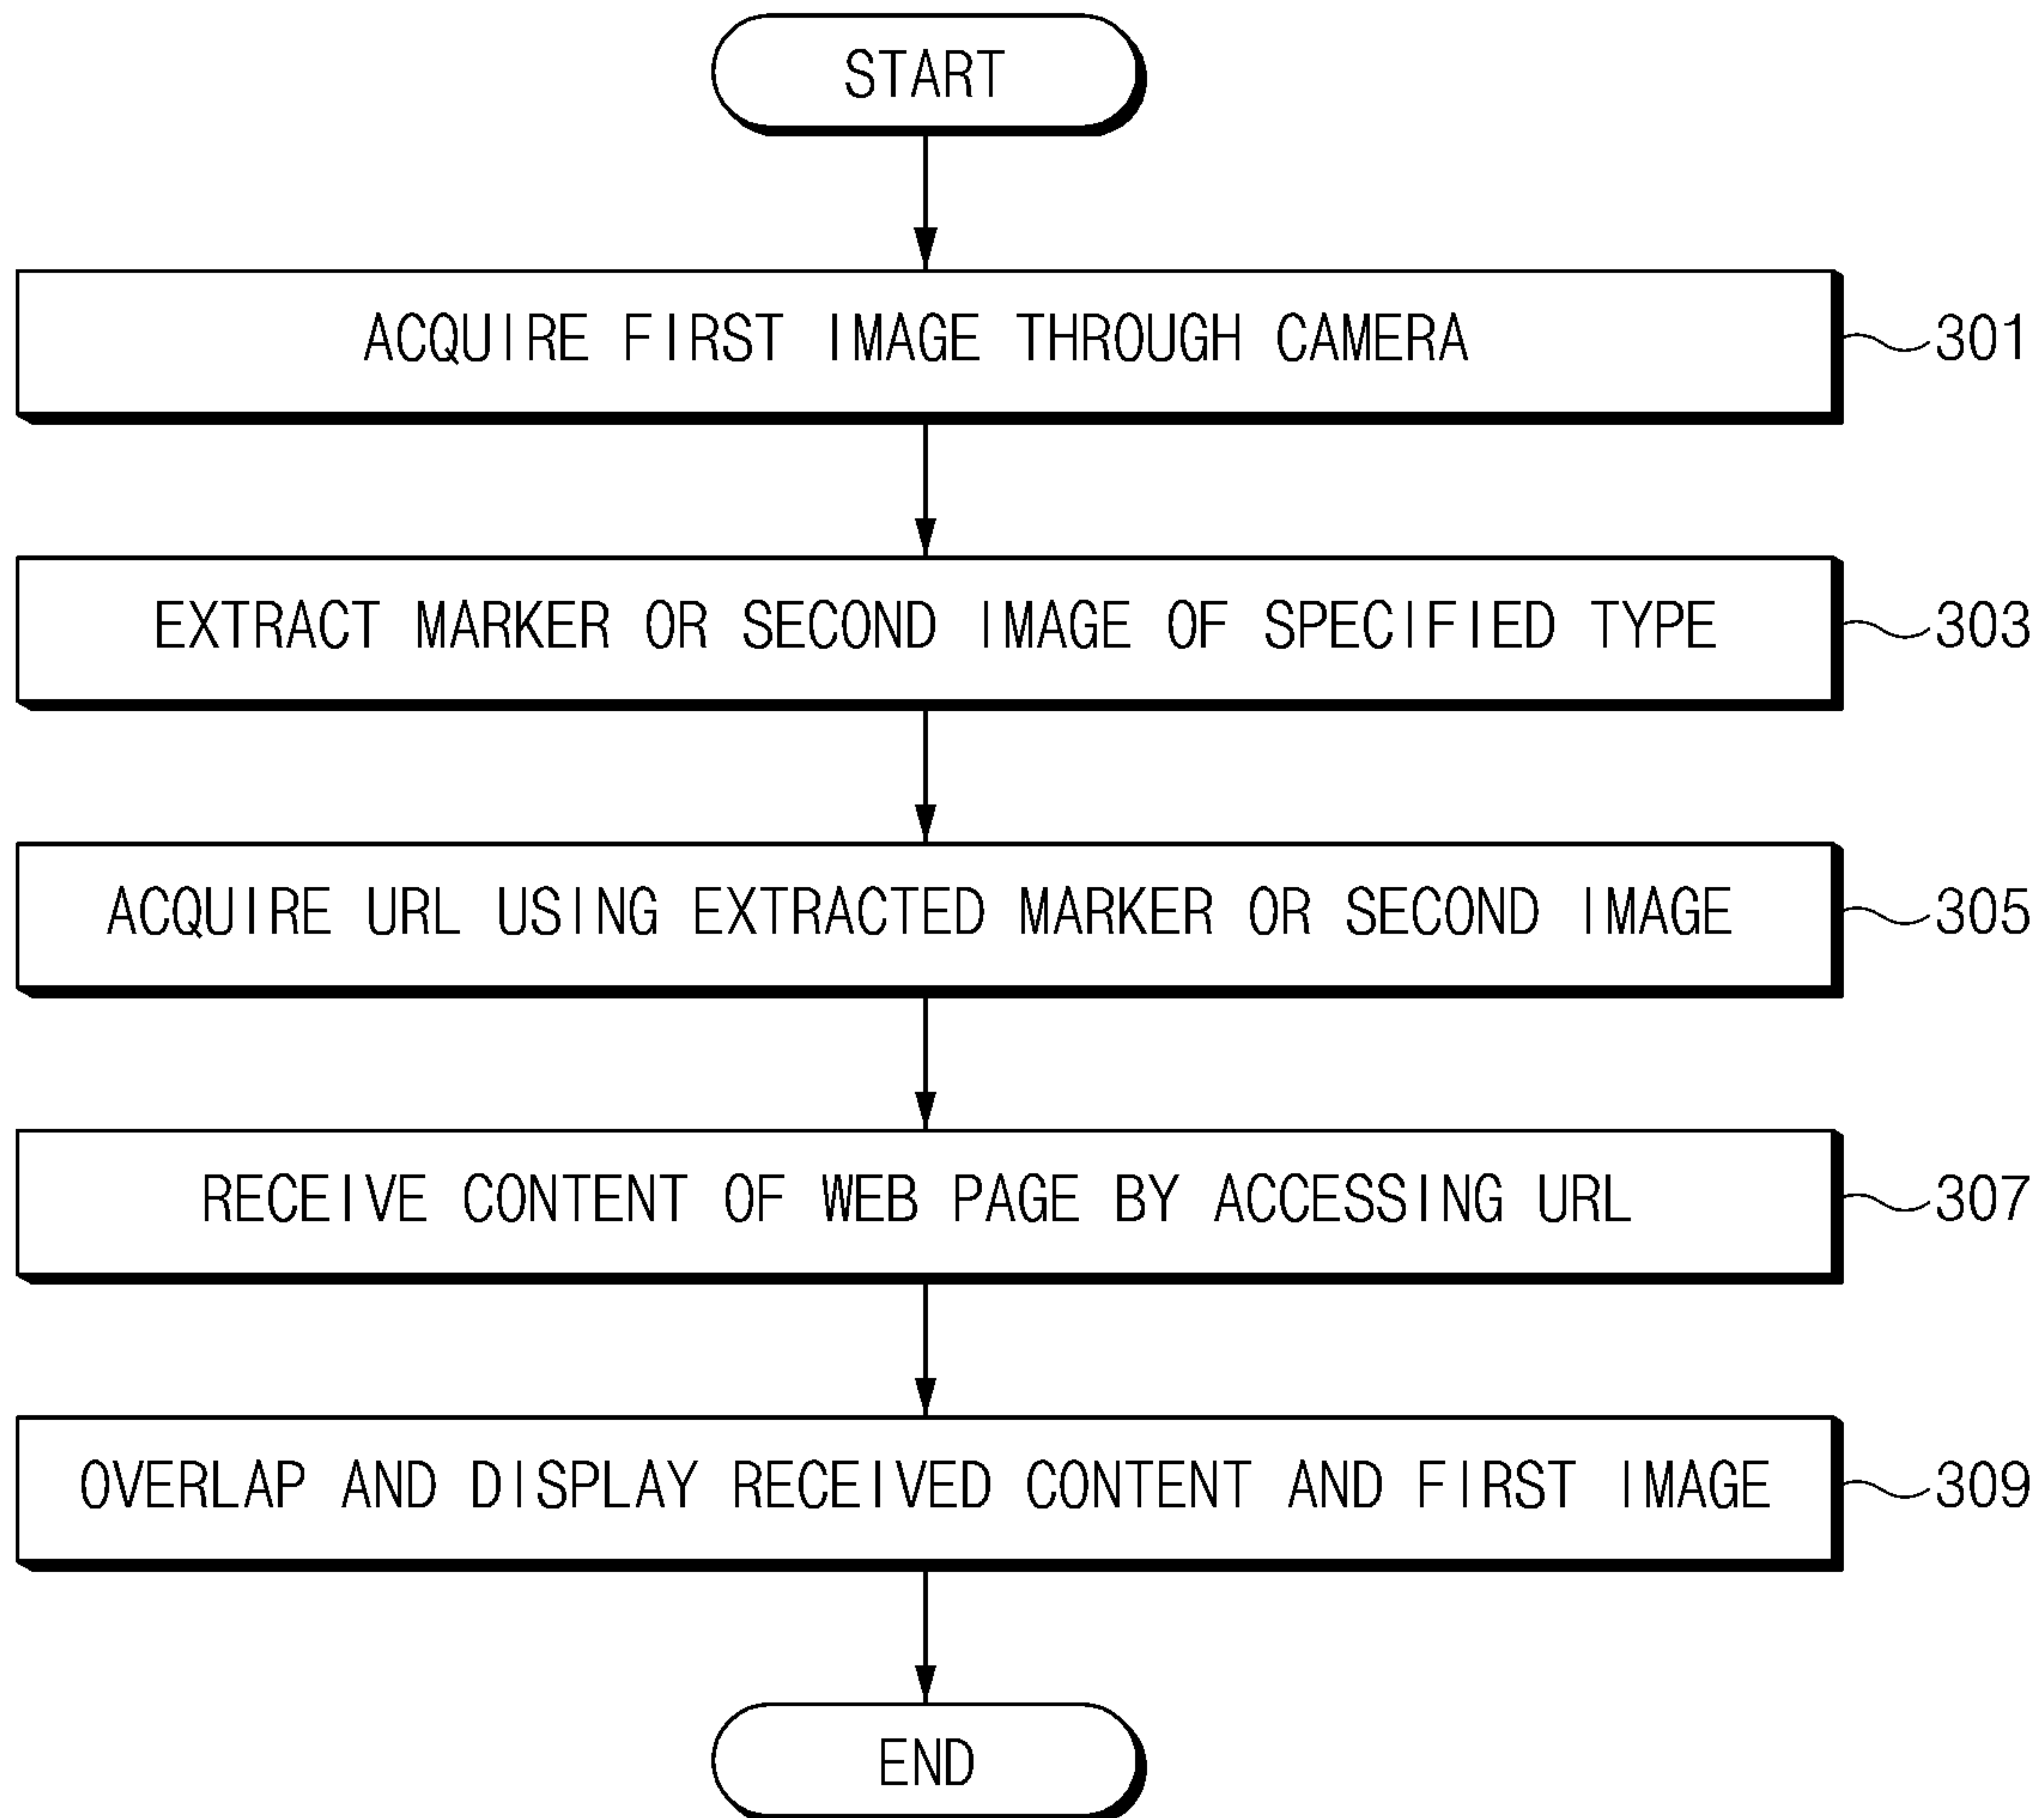 START
ACQUIRE FIRST IMAGE THROUGH CAMERA
301
EXTRACT MARKER OR SECOND IMAGE OF SPECIFIED TYPE
303
ACQUIRE URL USING EXTRACTED MARKER OR SECOND IMAGE
305
RECEIVE CONTENT OF WEB PAGE BY ACCESSING URL
307
OVERLAP AND DISPLAY RECEIVED CONTENT AND FIRST IMAGE
309
END